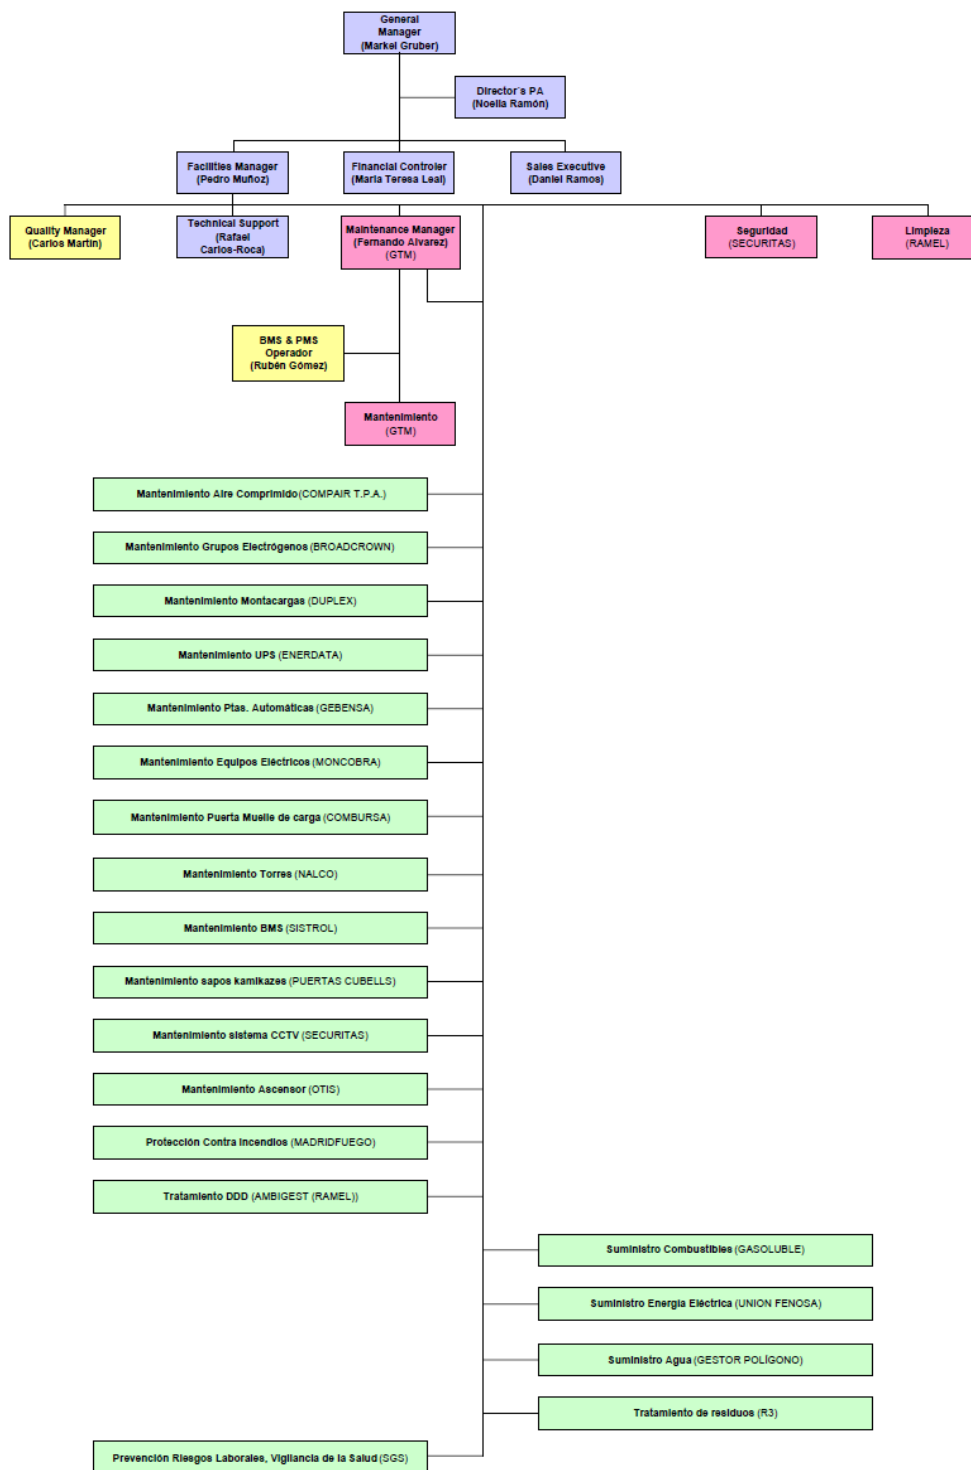 General
Manager
(Markel Gruber)
Director´s PA
(Noelia Ramón)
Facilities Manager
(Pedro Muñoz)
Financial Controler
(Maria Teresa Leal)
Sales Executive
(Daniel Ramos)
Quality Manager
(Carlos Martín)
Technical Support
(Rafael
Carlos-Roca)
Maintenance Manager
(Fernando Alvarez)
(GTM)
Seguridad
(SECURITAS)
Limpieza
(RAMEL)
BMS & PMS
Operador
(Rubén Gómez)
Mantenimiento
(GTM)
Mantenimiento Aire Comprimido (COMPAIR T.P.A.)
Mantenimiento Grupos Electrógenos (BROADCROWN)
Mantenimiento Montacargas (DUPLEX)
Mantenimiento UPS (ENERDATA)
Mantenimiento Ptas. Automáticas (GEBENSA)
Mantenimiento Equipos Eléctricos (MONCOBRA)
Mantenimiento Puerta Muelle de carga (COMBURSA)
Mantenimiento Torres (NALCO)
Mantenimiento BMS (SISTROL)
Mantenimiento sapos kamikazes (PUERTAS CUBELLS)
Mantenimiento sistema CCTV (SECURITAS)
Mantenimiento Ascensor (OTIS)
Protección Contra Incendios (MADRIDFUEGO)
Tratamiento DDD (AMBIGEST (RAMEL))
Suministro Combustibles (GASOLUBLE)
Suministro Energía Eléctrica (UNION FENOSA)
Suministro Agua (GESTOR POLÍGONO)
Tratamiento de residuos (R3)
Prevención Riesgos Laborales, Vigilancia de la Salud (SGS)